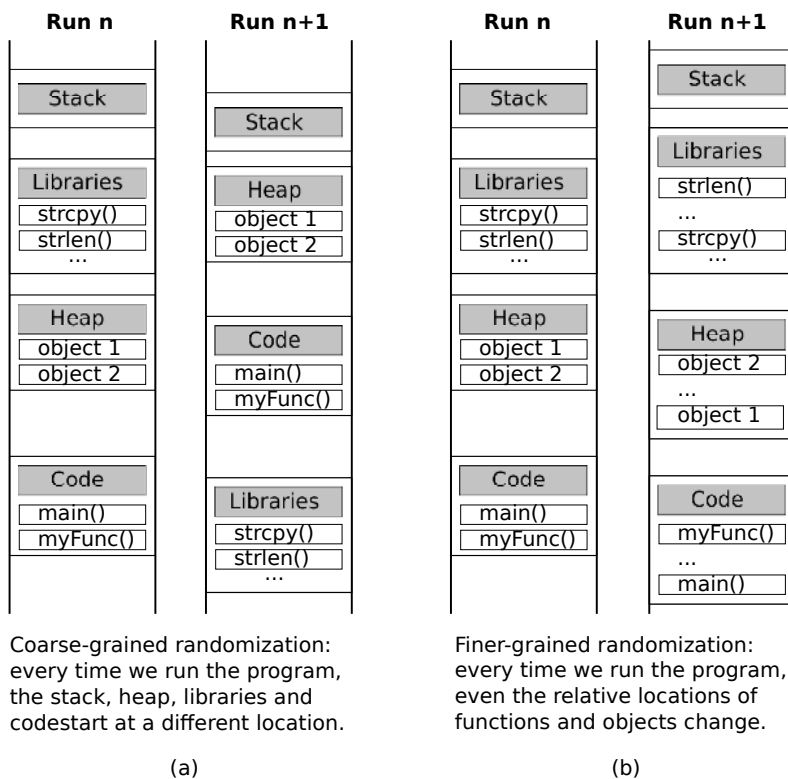 Run n
Run n+1
Stack
Libraries
strcpy()
strlen()
...
Heap
object 1
object 2
Code
main()
myFunc()
Stack
Heap
object 1
object 2
Code
main()
myFunc()
Libraries
strcpy()
strlen()
...
Coarse-grained randomization:
every time we run the program,
the stack, heap, libraries and
codestart at a different location.
(a)
Run n
Run n+1
Stack
Libraries
strcpy()
strlen()
...
Heap
object 1
object 2
Code
main()
myFunc()
Stack
Libraries
strlen()
...
strcpy()
...
Heap
object 2
...
object 1
Code
myFunc()
...
main()
Finer-grained randomization:
every time we run the program,
even the relative locations of
functions and objects change.
(b)